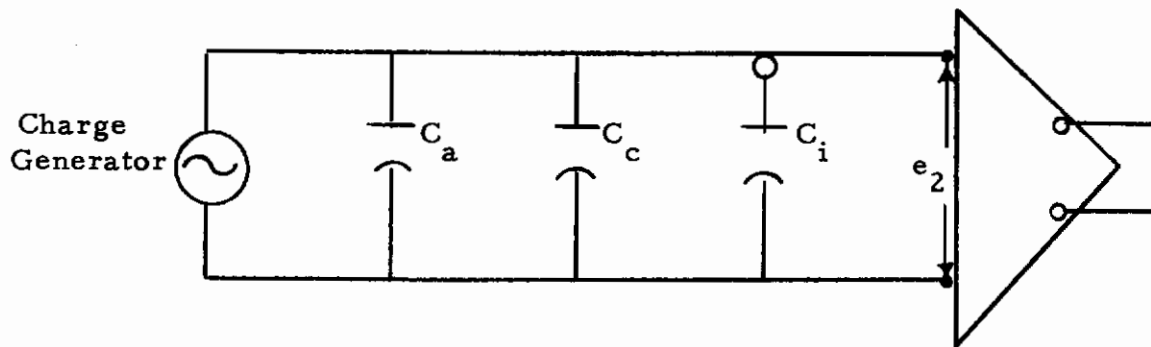 Charge
Generator
C_a
C_c
C_i
e_2